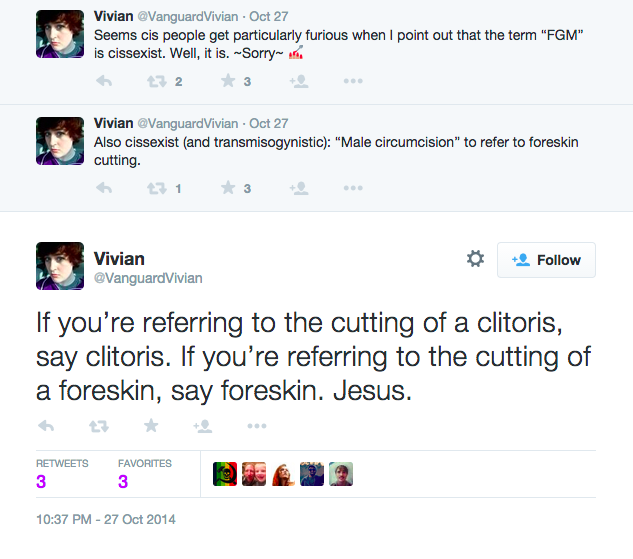 Vivian @VanguardVivian · Oct 27
Seems cis people get particularly furious when I point out that the term “FGM”
is cissexist. Well, it is. ~Sorry~ 💅
2 3
Vivian @VanguardVivian · Oct 27
Also cissexist (and transmisogynistic): “Male circumcision” to refer to foreskin
cutting.
1 3
Vivian
@VanguardVivian
Follow
If you’re referring to the cutting of a clitoris,
say clitoris. If you’re referring to the cutting of
a foreskin, say foreskin. Jesus.
RETWEETS FAVORITES
3 3
10:37 PM - 27 Oct 2014